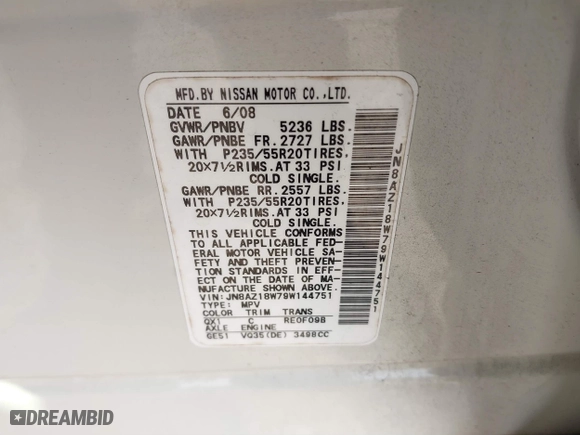 MFD.BY NISSAN MOTOR CO.,LTD.
DATE 6/08
GVWR/PNBV 5236 LBS.
GAWR/PNBE FR. 2727 LBS.
WITH P235/55R20TIRES.
20×7½RIMS.AT 33 PSI
COLD SINGLE.
GAWR/PNBE RR. 2557 LBS.
WITH P235/55R20TIRES.
20×7½RIMS.AT 33 PSI
COLD SINGLE.
THIS VEHICLE CONFORMS
TO ALL APPLICABLE FED-
ERAL MOTOR VEHICLE SA-
FETY AND THEFT PREVEN-
TION STANDARDS IN EFF-
ECT ON THE DATE OF MA-
NUFACTURE SHOWN ABOVE.
VIN:JN8AZ18W79W144751
TYPE: MPV
COLOR TRIM TRANS
QX1 C RE0F09B
AXLE ENGINE
GE51 VQ35(DE) 3498CC
JN8AZ18W79W144751
DREAMBID